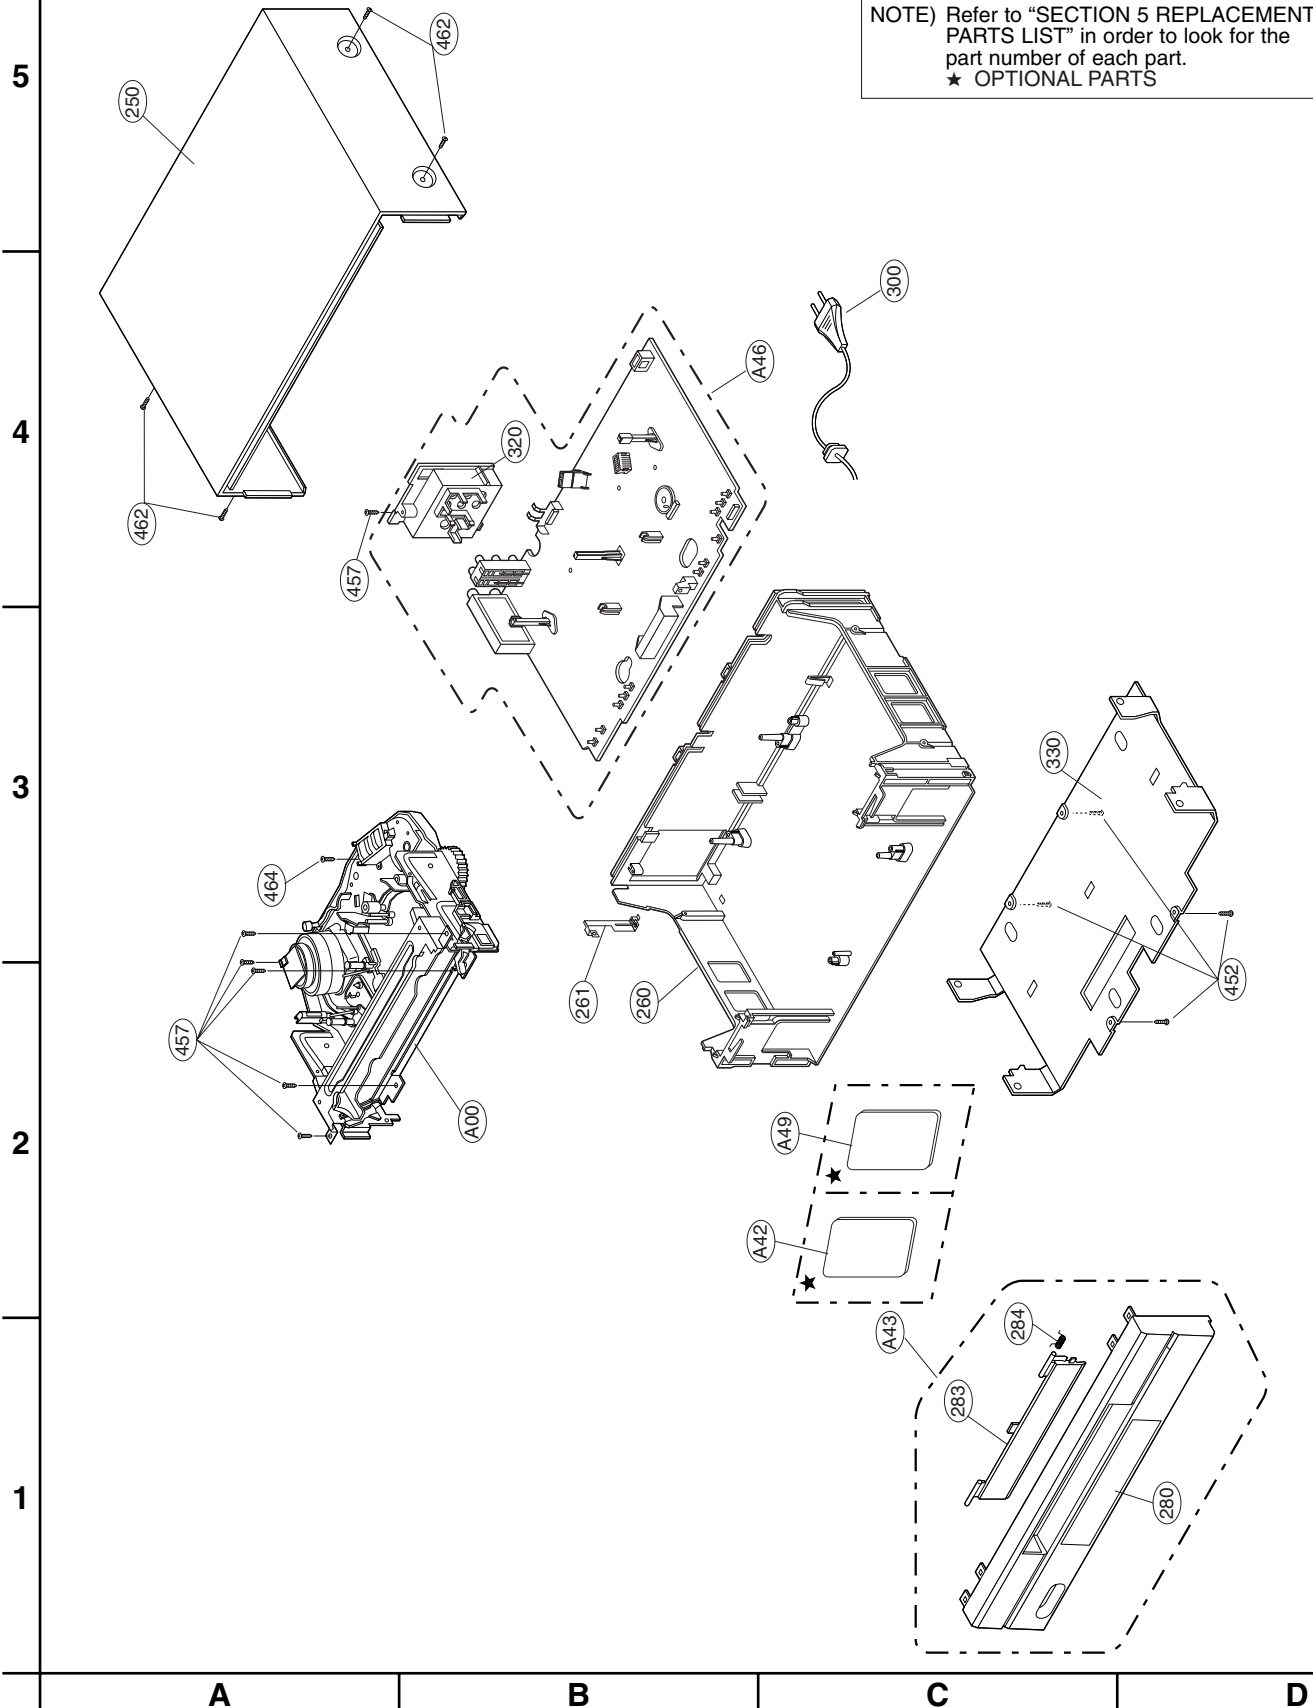 NOTE) Refer to “SECTION 5 REPLACEMENT
PARTS LIST” in order to look for the
part number of each part.
★ OPTIONAL PARTS
5
462
250
300
A46
4
320
462
457
330
3
464
452
261
260
457
A00
A49
2
A42
A43
284
283
1
280
A
B
C
D